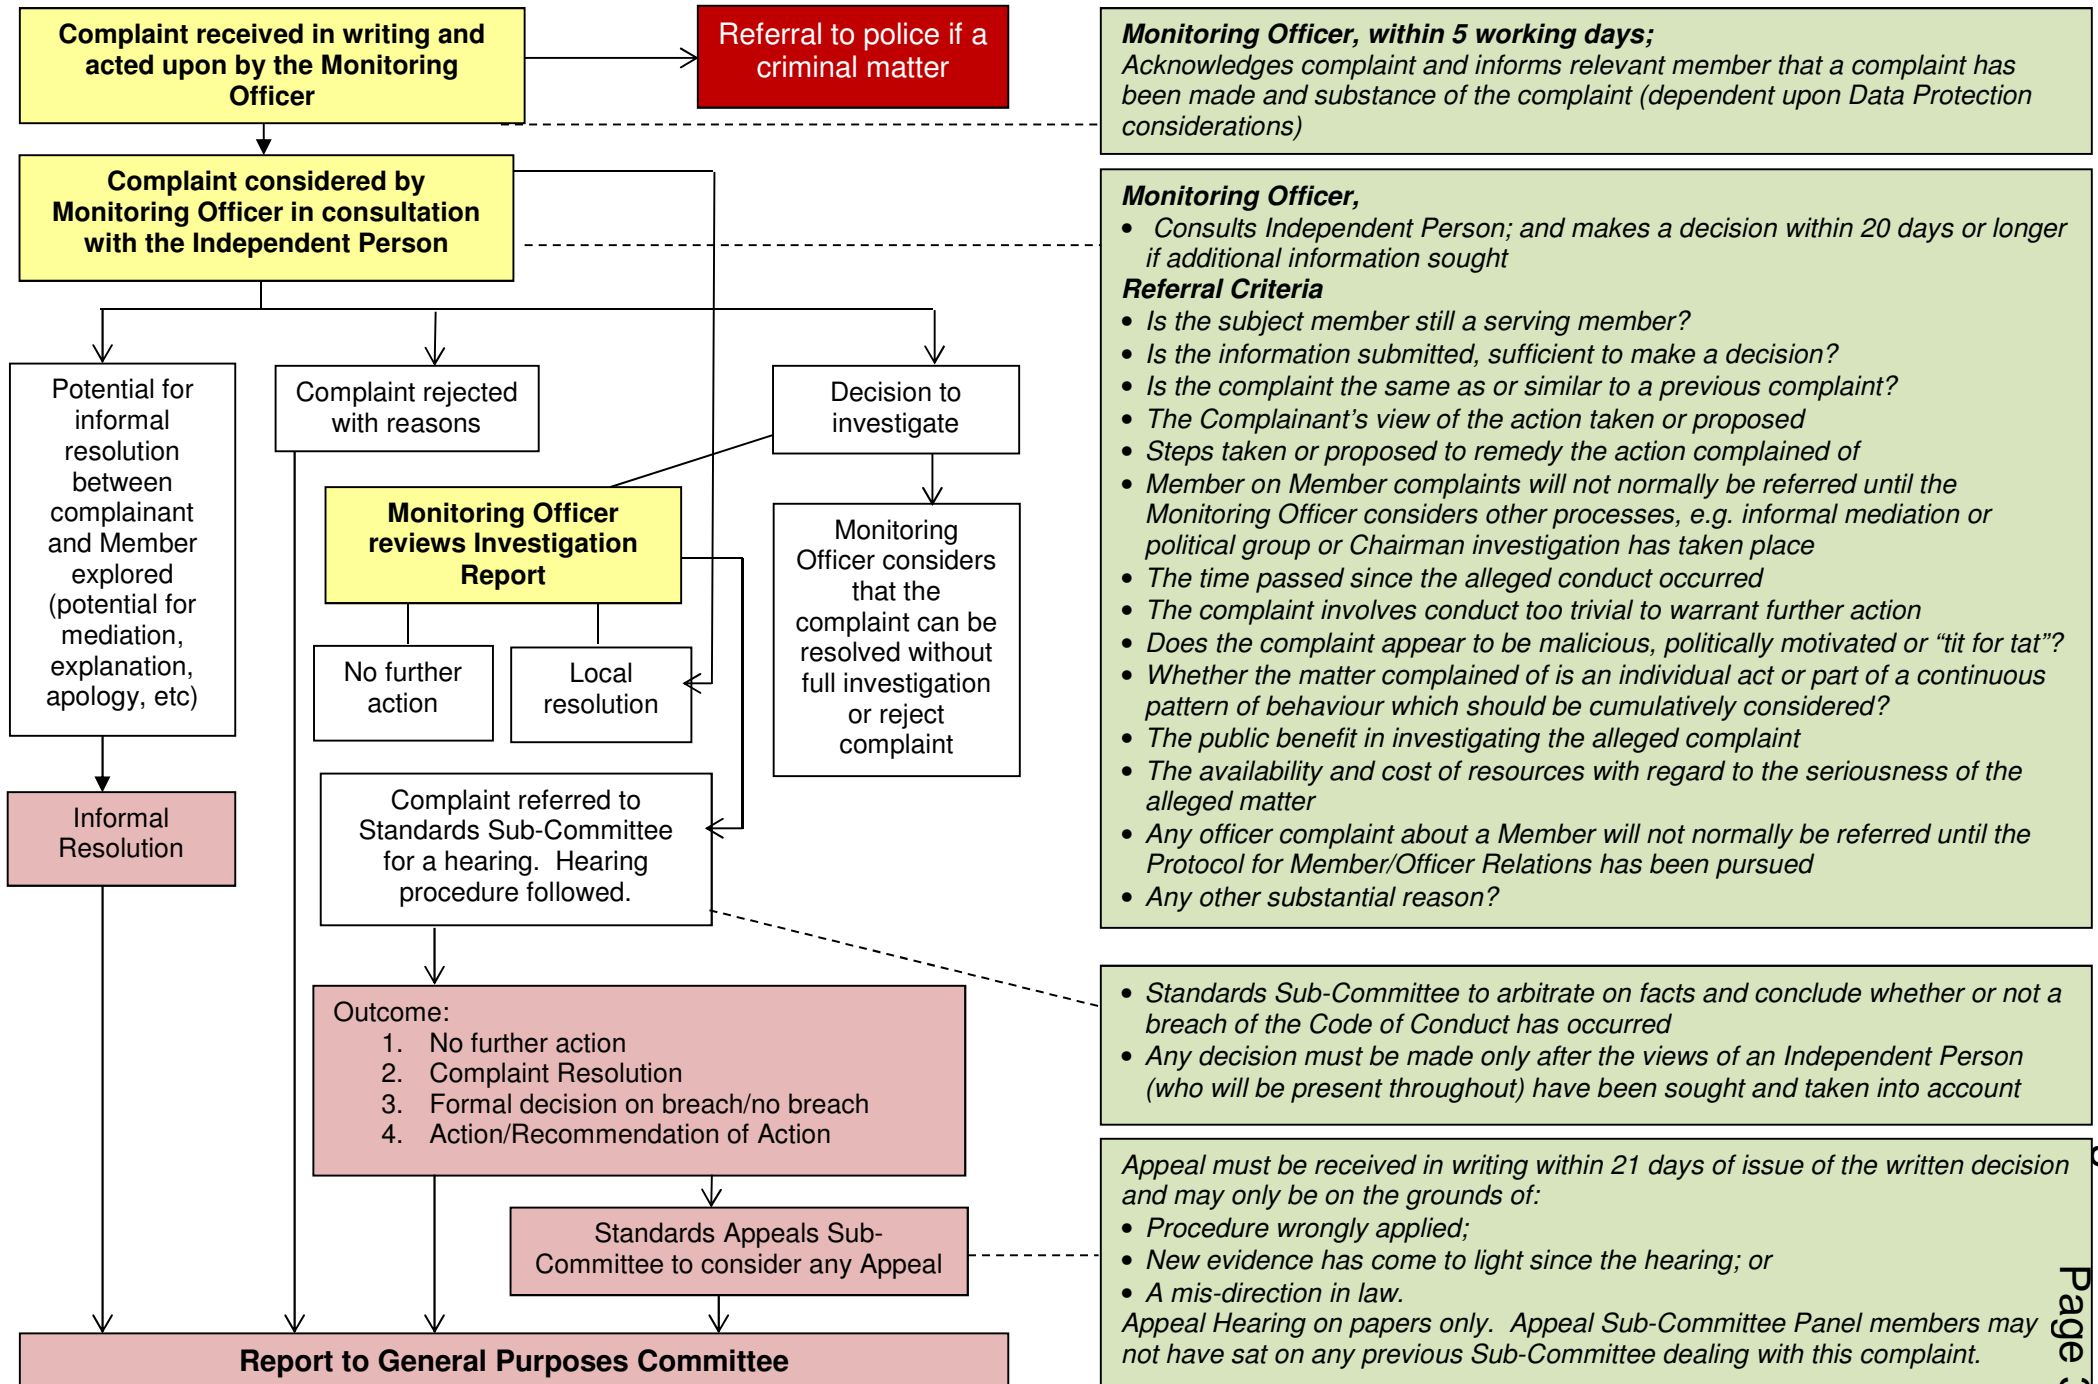 Complaint received in writing and
acted upon by the Monitoring
Officer
Referral to police if a
criminal matter
Monitoring Officer, within 5 working days;
Acknowledges complaint and informs relevant member that a complaint has
been made and substance of the complaint (dependent upon Data Protection
considerations)
Complaint considered by
Monitoring Officer in consultation
with the Independent Person
Monitoring Officer,
• Consults Independent Person; and makes a decision within 20 days or longer
if additional information sought
Referral Criteria
• Is the subject member still a serving member?
• Is the information submitted, sufficient to make a decision?
• Is the complaint the same as or similar to a previous complaint?
• The Complainant's view of the action taken or proposed
• Steps taken or proposed to remedy the action complained of
• Member on Member complaints will not normally be referred until the
Monitoring Officer considers other processes, e.g. informal mediation or
political group or Chairman investigation has taken place
• The time passed since the alleged conduct occurred
• The complaint involves conduct too trivial to warrant further action
• Does the complaint appear to be malicious, politically motivated or “tit for tat”?
• Whether the matter complained of is an individual act or part of a continuous
pattern of behaviour which should be cumulatively considered?
• The public benefit in investigating the alleged complaint
• The availability and cost of resources with regard to the seriousness of the
alleged matter
• Any officer complaint about a Member will not normally be referred until the
Protocol for Member/Officer Relations has been pursued
• Any other substantial reason?
Potential for
informal
resolution
between
complainant
and Member
explored
(potential for
mediation,
explanation,
apology, etc)
Complaint rejected
with reasons
Decision to
investigate
Monitoring Officer
reviews Investigation
Report
Monitoring
Officer considers
that the
complaint can be
resolved without
full investigation
or reject
complaint
No further
action
Local
resolution
Informal
Resolution
Complaint referred to
Standards Sub-Committee
for a hearing. Hearing
procedure followed.
• Standards Sub-Committee to arbitrate on facts and conclude whether or not a
breach of the Code of Conduct has occurred
• Any decision must be made only after the views of an Independent Person
(who will be present throughout) have been sought and taken into account
Outcome:
1. No further action
2. Complaint Resolution
3. Formal decision on breach/no breach
4. Action/Recommendation of Action
Standards Appeals Sub-
Committee to consider any Appeal
Appeal must be received in writing within 21 days of issue of the written decision
and may only be on the grounds of:
• Procedure wrongly applied;
• New evidence has come to light since the hearing; or
• A mis-direction in law.
Appeal Hearing on papers only. Appeal Sub-Committee Panel members may
not have sat on any previous Sub-Committee dealing with this complaint.
Report to General Purposes Committee
Page